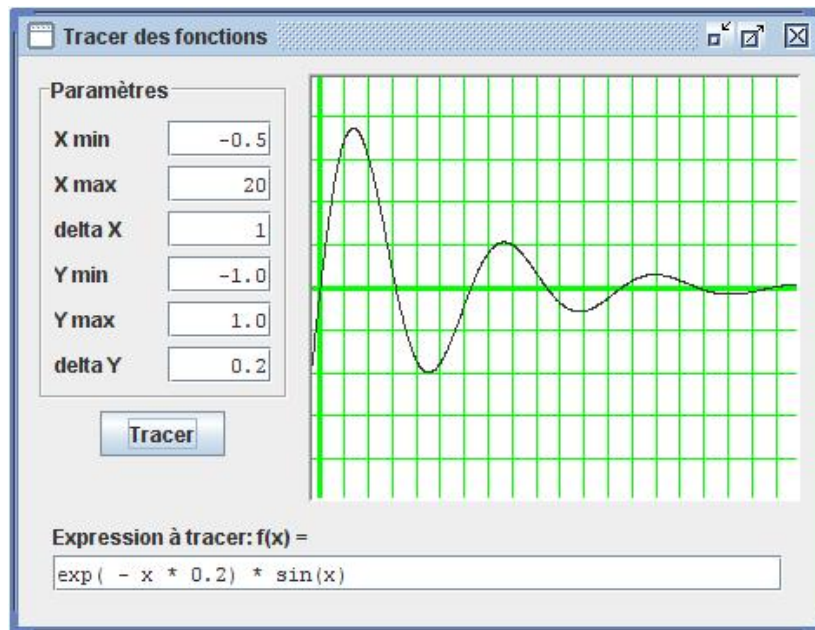 Tracer des fonctions
Paramètres
X min -0.5
X max 20
delta X 1
Y min -1.0
Y max 1.0
delta Y 0.2
Tracer
Expression à tracer: f(x) =
exp( - x * 0.2) * sin(x)